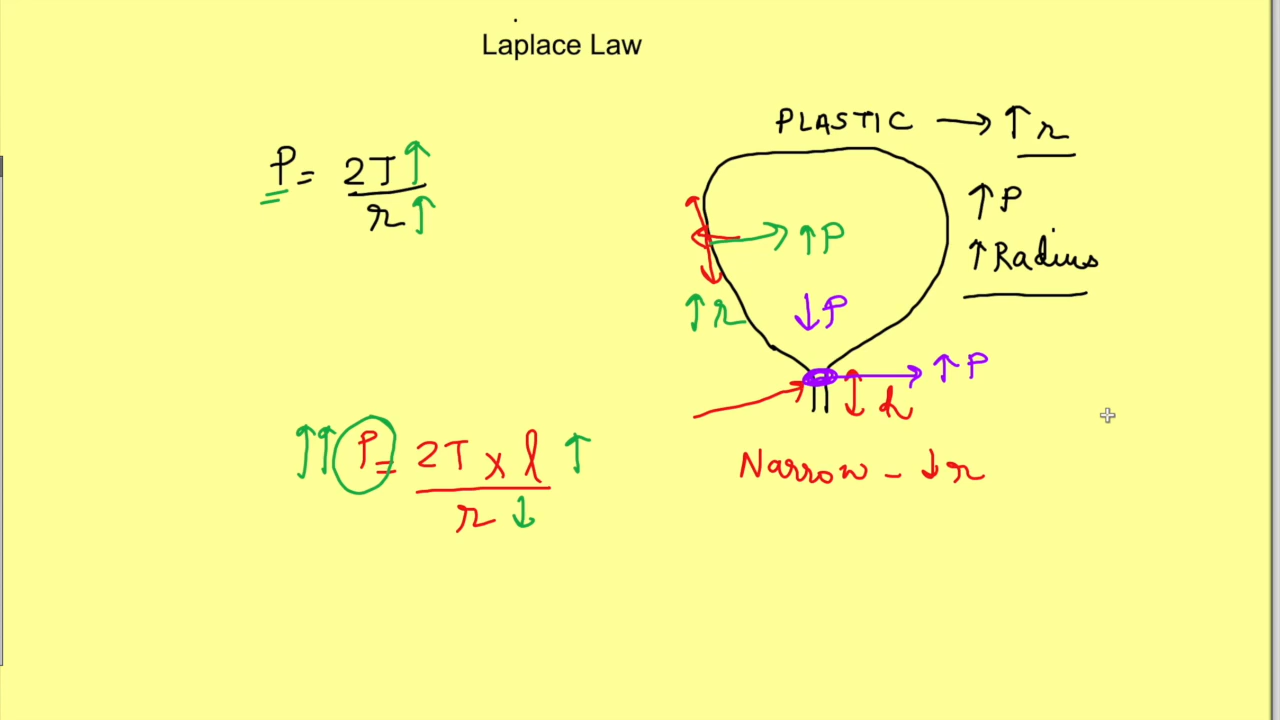 Laplace Law
PLASTIC → ↑ r
P = 2T↑ / r↑
↑ P
↑ Radius
↑ P
↑ r
↓ P
↑ P
↑↑ P = 2T x l ↑ / r ↓
Narrow - ↓ r